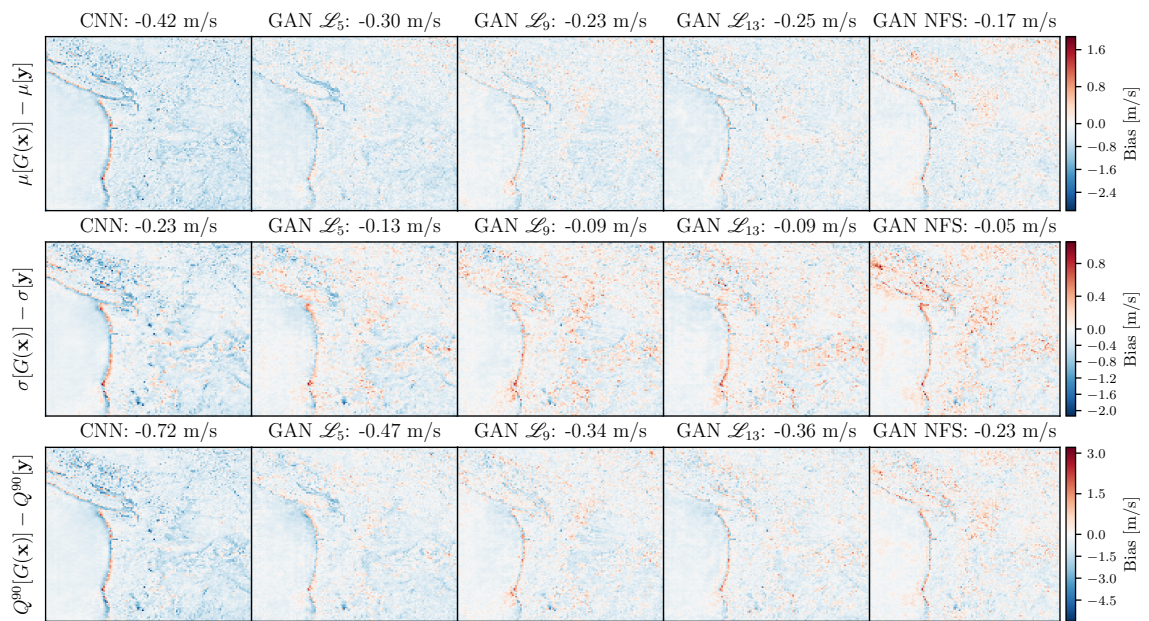 CNN: -0.42 m/s GAN ℒ₅: -0.30 m/s GAN ℒ₉: -0.23 m/s GAN ℒ₁₃: -0.25 m/s GAN NFS: -0.17 m/s
μ[G(𝐱)] − μ[𝐲]
1.6
0.8
0.0
−0.8
−1.6
−2.4
Bias [m/s]
CNN: -0.23 m/s GAN ℒ₅: -0.13 m/s GAN ℒ₉: -0.09 m/s GAN ℒ₁₃: -0.09 m/s GAN NFS: -0.05 m/s
σ[G(𝐱)] − σ[𝐲]
0.8
0.4
0.0
−0.4
−0.8
−1.2
−1.6
−2.0
Bias [m/s]
CNN: -0.72 m/s GAN ℒ₅: -0.47 m/s GAN ℒ₉: -0.34 m/s GAN ℒ₁₃: -0.36 m/s GAN NFS: -0.23 m/s
Q⁹⁰[G(𝐱)] − Q⁹⁰[𝐲]
3.0
1.5
0.0
−1.5
−3.0
−4.5
Bias [m/s]